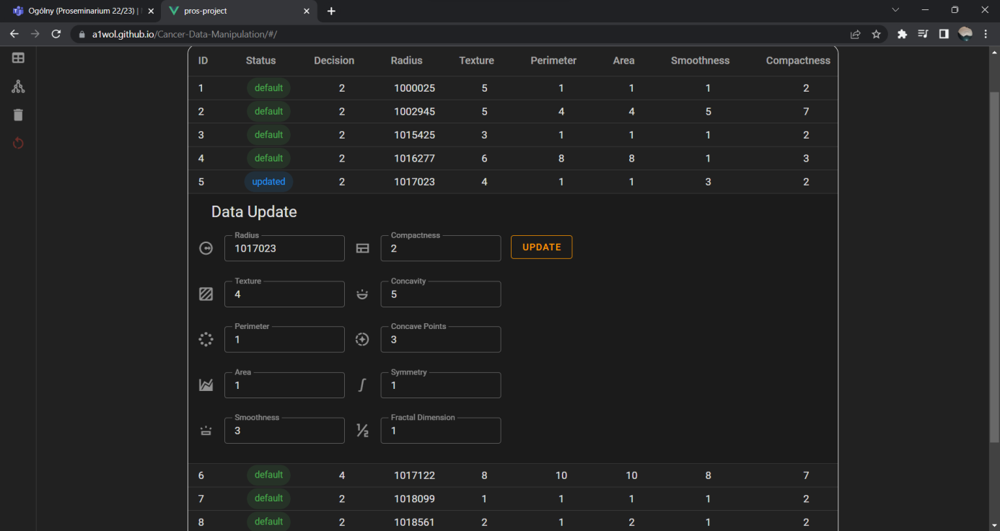 Ogólny (Proseminarium 22/23) |
pros-project
a1wol.github.io/Cancer-Data-Manipulation/#/
ID Status Decision Radius Texture Perimeter Area Smoothness Compactness
1 default 2 1000025 5 1 1 1 2
2 default 2 1002945 5 4 4 5 7
3 default 2 1015425 3 1 1 1 2
4 default 2 1016277 6 8 8 1 3
5 updated 2 1017023 4 1 1 3 2
Data Update
Radius Compactness
1017023 2 UPDATE
Texture Concavity
4 5
Perimeter Concave Points
1 3
Area Symmetry
1 1
Smoothness Fractal Dimension
3 1
6 default 4 1017122 8 10 10 8 7
7 default 2 1018099 1 1 1 1 2
8 default 2 1018561 2 1 2 1 2